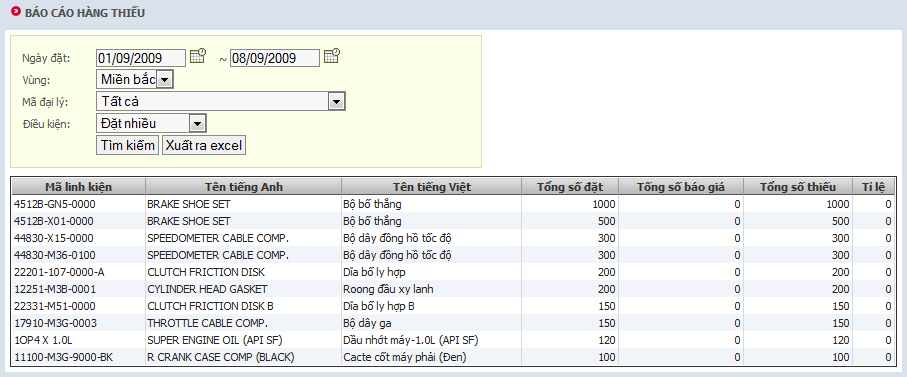 BÁO CÁO HÀNG THIẾU
Ngày đặt: 01/09/2009 ~ 08/09/2009
Vùng: Miền bắc
Mã đại lý: Tất cả
Điều kiện: Đặt nhiều
Tìm kiếm Xuất ra excel
Mã linh kiện Tên tiếng Anh Tên tiếng Việt Tổng số đặt Tống số báo giá Tổng số thiếu Tỉ lệ
4512B-GN5-0000 BRAKE SHOE SET Bộ bố thắng 1000 0 1000 0
4512B-X01-0000 BRAKE SHOE SET Bộ bố thắng 500 0 500 0
44830-X15-0000 SPEEDOMETER CABLE COMP. Bộ dây đồng hồ tốc độ 300 0 300 0
44830-M36-0100 SPEEDOMETER CABLE COMP. Bộ dây đồng hồ tốc độ 300 0 300 0
22201-107-0000-A CLUTCH FRICTION DISK Dĩa bố ly hợp 200 0 200 0
12251-M3B-0001 CYLINDER HEAD GASKET Roong đầu xy lanh 200 0 200 0
22331-M51-0000 CLUTCH FRICTION DISK B Dĩa bố ly hợp B 150 0 150 0
17910-M3G-0003 THROTTLE CABLE COMP. Bộ dây ga 150 0 150 0
1OP4 X 1.0L SUPER ENGINE OIL (API SF) Dầu nhớt máy-1.0L (API SF) 120 0 120 0
11100-M3G-9000-BK R CRANK CASE COMP (BLACK) Cacte cốt máy phải (Đen) 100 0 100 0